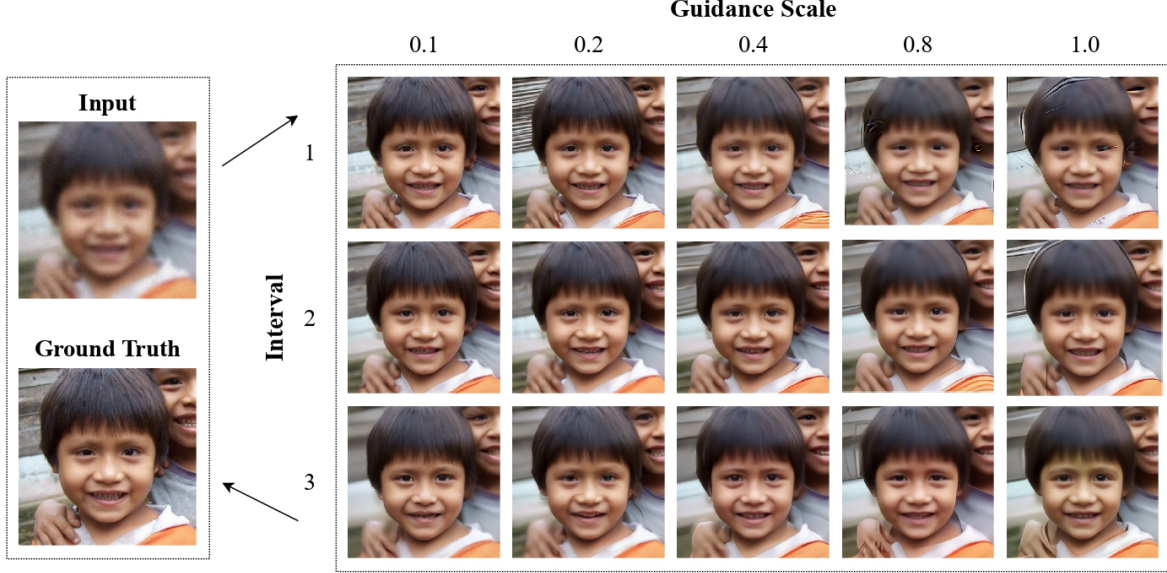 Guidance Scale
0.1 0.2 0.4 0.8 1.0
Input
1
Interval
2
Ground Truth
3